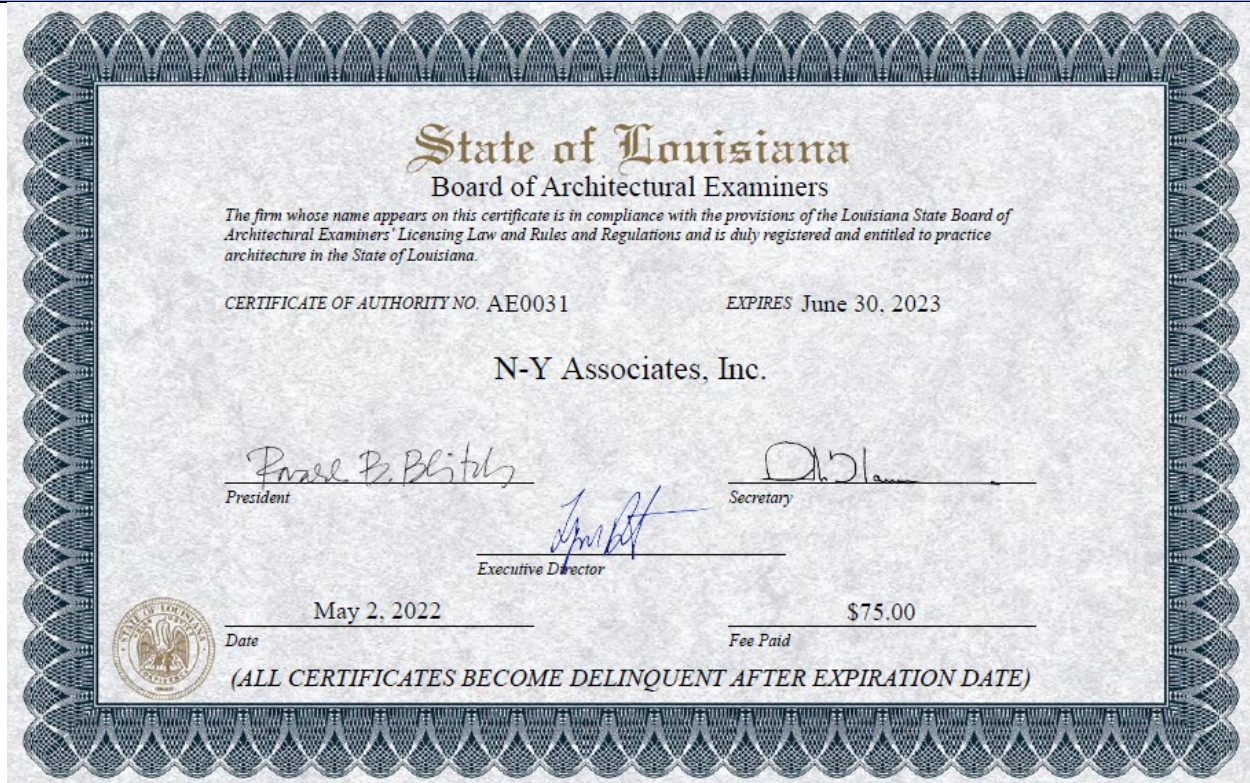 State of Louisiana
Board of Architectural Examiners
The firm whose name appears on this certificate is in compliance with the provisions of the Louisiana State Board of
Architectural Examiners' Licensing Law and Rules and Regulations and is duly registered and entitled to practice
architecture in the State of Louisiana.
CERTIFICATE OF AUTHORITY NO. AE0031 EXPIRES June 30, 2023
N-Y Associates, Inc.
President Secretary
Executive Director
May 2, 2022 $75.00
Date Fee Paid
STATE OF LOUISIANA
(ALL CERTIFICATES BECOME DELINQUENT AFTER EXPIRATION DATE)